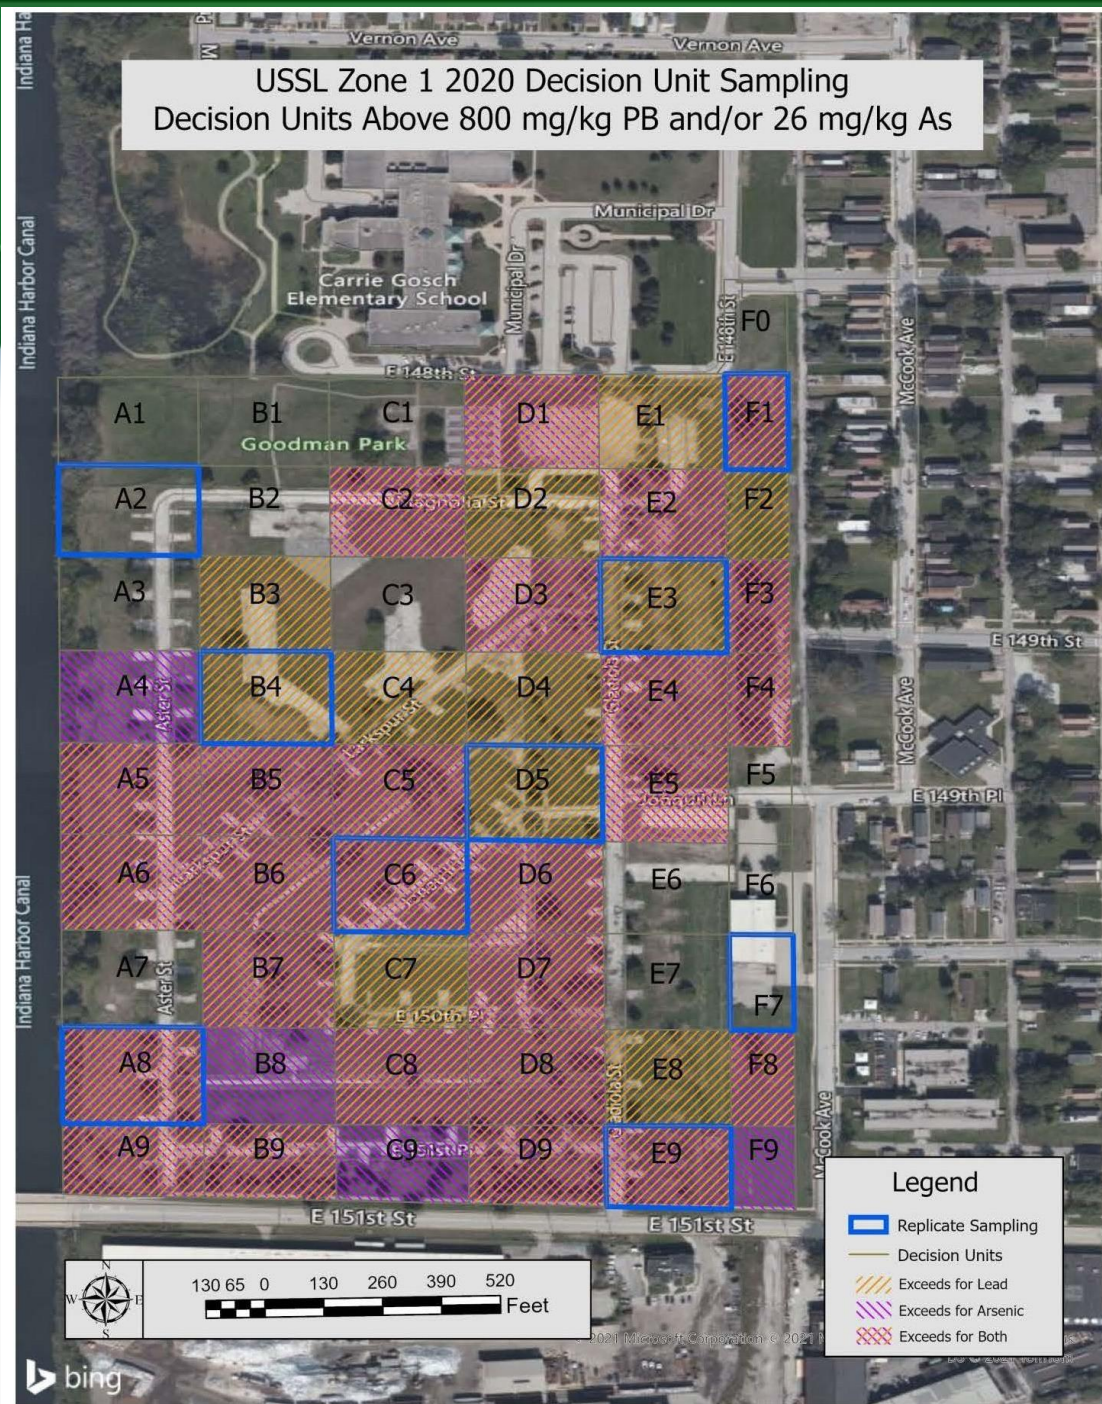 Indiana Ha
Vernon Ave
Vernon Ave
USSL Zone 1 2020 Decision Unit Sampling
Decision Units Above 800 mg/kg PB and/or 26 mg/kg As
Municipal Dr
Indiana Harbor Canal
Municipal Dr
Carrie Gosch
Elementary School
E 148th St
E 148th St
McCook Ave
F0
A1 B1 C1 D1 E1 F1
Goodman Park
A2 B2 C2 D2 E2 F2
A3 B3 C3 D3 E3 F3
E 149th St
A4 B4 C4 D4 E4 F4
Aster St
McCook Ave
A5 B5 C5 D5 E5 F5
E 149th Pl
A6 B6 C6 D6 E6 F6
Indiana Harbor Canal
A7 B7 C7 D7 E7 F7
Aster St
E 150th Pl
A8 B8 C8 D8 E8 F8
McCook Ave
A9 B9 C9 D9 E9 F9
E 151st St
E 151st St
Legend
Replicate Sampling
Decision Units
Exceeds for Lead
Exceeds for Arsenic
Exceeds for Both
N
W E
S
130 65 0 130 260 390 520
Feet
2021 Microsoft Corporation © 2021
bing